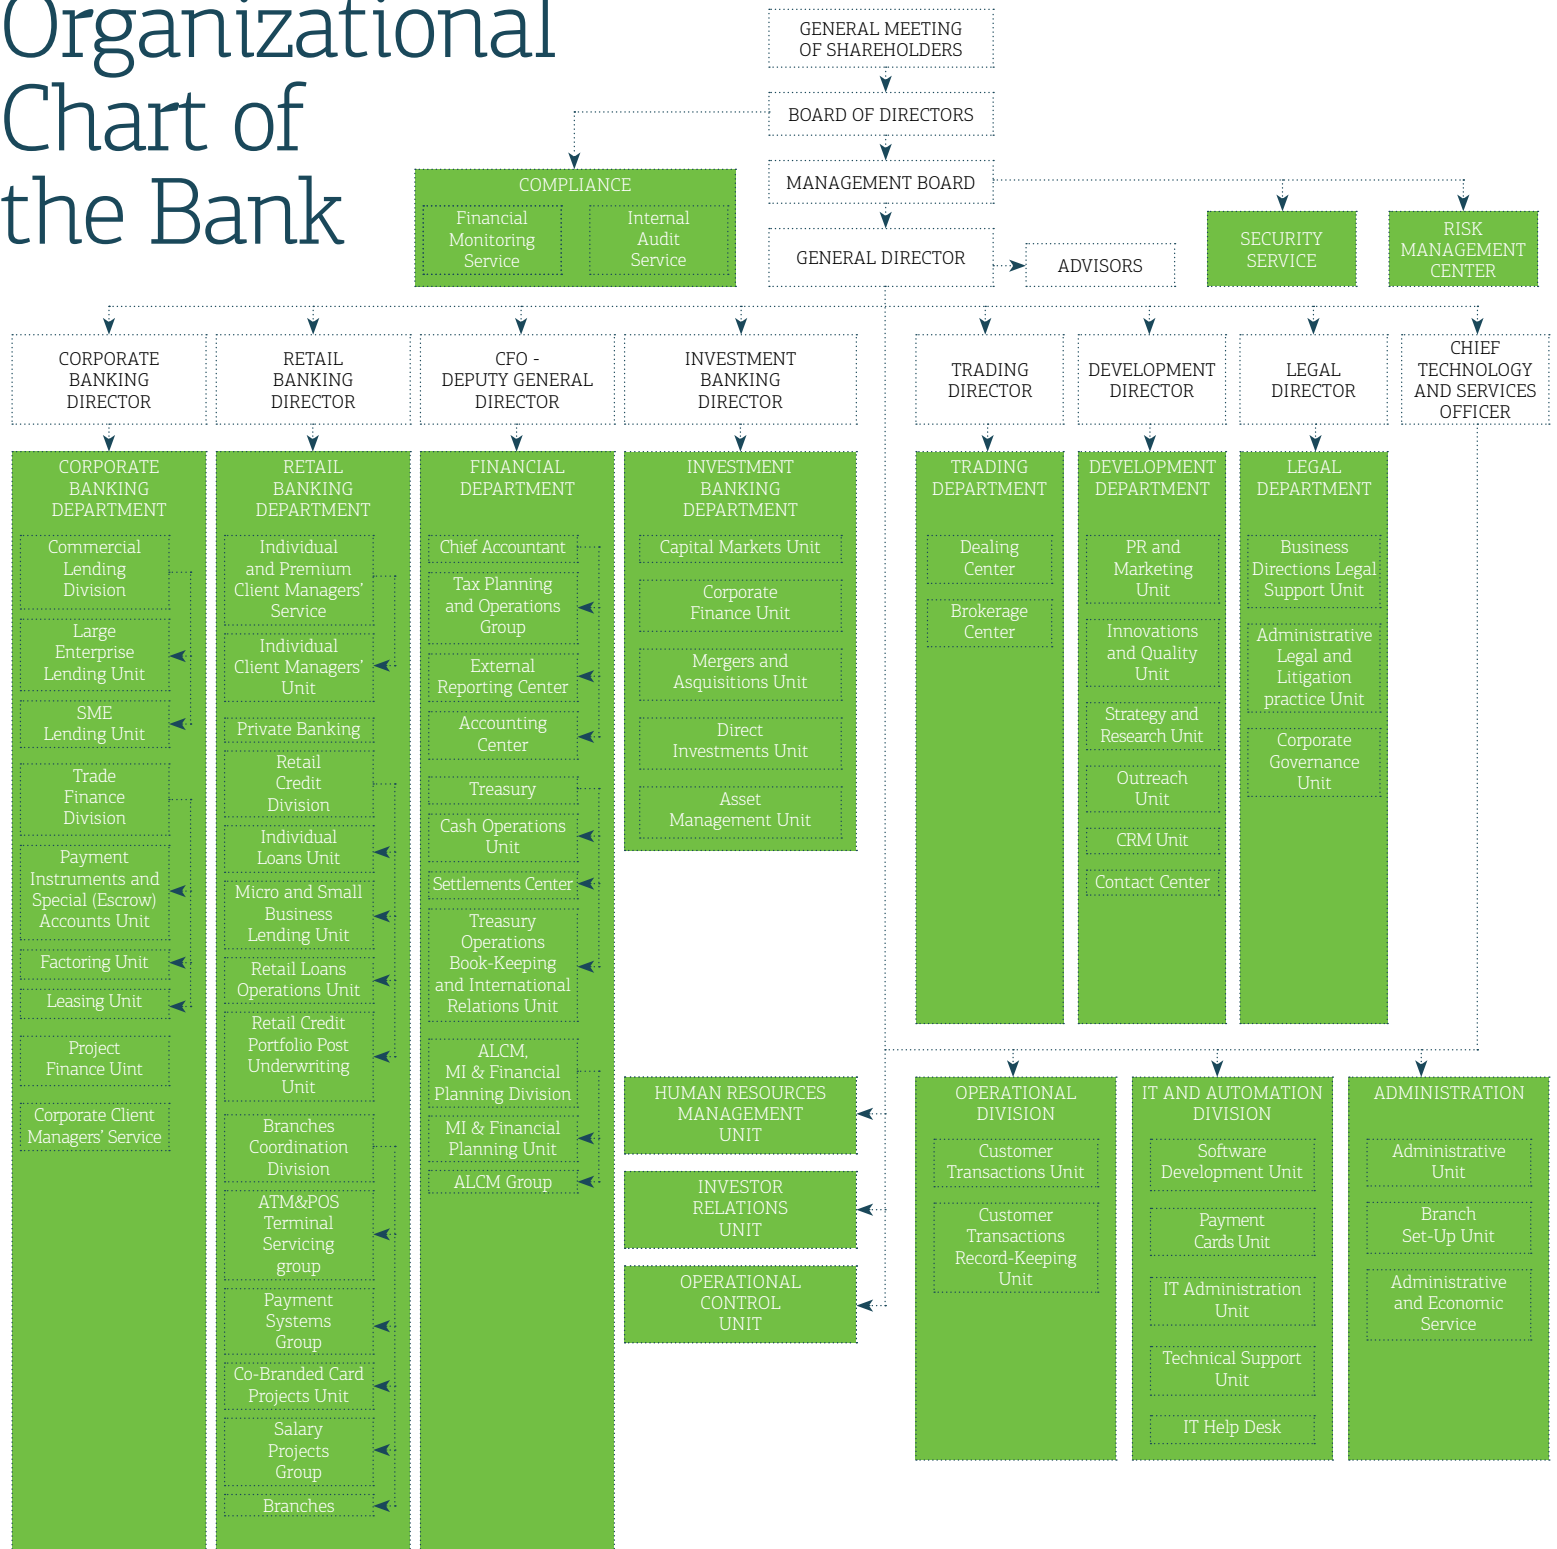 Organizational
Chart of
the Bank
GENERAL MEETING
OF SHAREHOLDERS
BOARD OF DIRECTORS
MANAGEMENT BOARD
GENERAL DIRECTOR
ADVISORS
COMPLIANCE
Financial
Monitoring
Service
Internal
Audit
Service
SECURITY
SERVICE
RISK
MANAGEMENT
CENTER
CORPORATE
BANKING
DIRECTOR
RETAIL
BANKING
DIRECTOR
CFO -
DEPUTY GENERAL
DIRECTOR
INVESTMENT
BANKING
DIRECTOR
TRADING
DIRECTOR
DEVELOPMENT
DIRECTOR
LEGAL
DIRECTOR
CHIEF
TECHNOLOGY
AND SERVICES
OFFICER
CORPORATE
BANKING
DEPARTMENT
Commercial
Lending
Division
Large
Enterprise
Lending Unit
SME
Lending Unit
Trade
Finance
Division
Payment
Instruments and
Special (Escrow)
Accounts Unit
Factoring Unit
Leasing Unit
Project
Finance Uint
Corporate Client
Managers' Service
RETAIL
BANKING
DEPARTMENT
Individual
and Premium
Client Managers'
Service
Individual
Client Managers'
Unit
Private Banking
Retail
Credit
Division
Individual
Loans Unit
Micro and Small
Business
Lending Unit
Retail Loans
Operations Unit
Retail Credit
Portfolio Post
Underwriting
Unit
Branches
Coordination
Division
ATM&POS
Terminal
Servicing
group
Payment
Systems
Group
Co-Branded Card
Projects Unit
Salary
Projects
Group
Branches
FINANCIAL
DEPARTMENT
Chief Accountant
Tax Planning
and Operations
Group
External
Reporting Center
Accounting
Center
Treasury
Cash Operations
Unit
Settlements Center
Treasury
Operations
Book-Keeping
and International
Relations Unit
ALCM,
MI & Financial
Planning Division
MI & Financial
Planning Unit
ALCM Group
INVESTMENT
BANKING
DEPARTMENT
Capital Markets Unit
Corporate
Finance Unit
Mergers and
Asquisitions Unit
Direct
Investments Unit
Asset
Management Unit
TRADING
DEPARTMENT
Dealing
Center
Brokerage
Center
DEVELOPMENT
DEPARTMENT
PR and
Marketing
Unit
Innovations
and Quality
Unit
Strategy and
Research Unit
Outreach
Unit
CRM Unit
Contact Center
LEGAL
DEPARTMENT
Business
Directions Legal
Support Unit
Administrative
Legal and
Litigation
practice Unit
Corporate
Governance
Unit
HUMAN RESOURCES
MANAGEMENT
UNIT
INVESTOR
RELATIONS
UNIT
OPERATIONAL
CONTROL
UNIT
OPERATIONAL
DIVISION
Customer
Transactions Unit
Customer
Transactions
Record-Keeping
Unit
IT AND AUTOMATION
DIVISION
Software
Development Unit
Payment
Cards Unit
IT Administration
Unit
Technical Support
Unit
IT Help Desk
ADMINISTRATION
Administrative
Unit
Branch
Set-Up Unit
Administrative
and Economic
Service